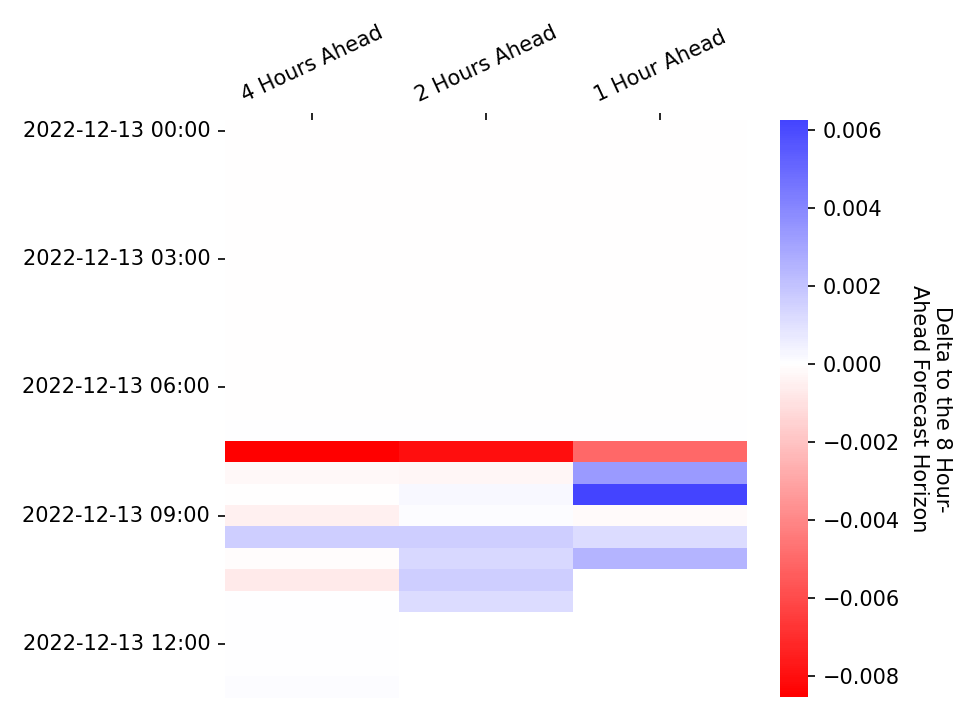 4 Hours Ahead
2 Hours Ahead
1 Hour Ahead
2022-12-13 00:00
2022-12-13 03:00
2022-12-13 06:00
2022-12-13 09:00
2022-12-13 12:00
0.006
0.004
0.002
0.000
−0.002
−0.004
−0.006
−0.008
Delta to the 8 Hour-
Ahead Forecast Horizon